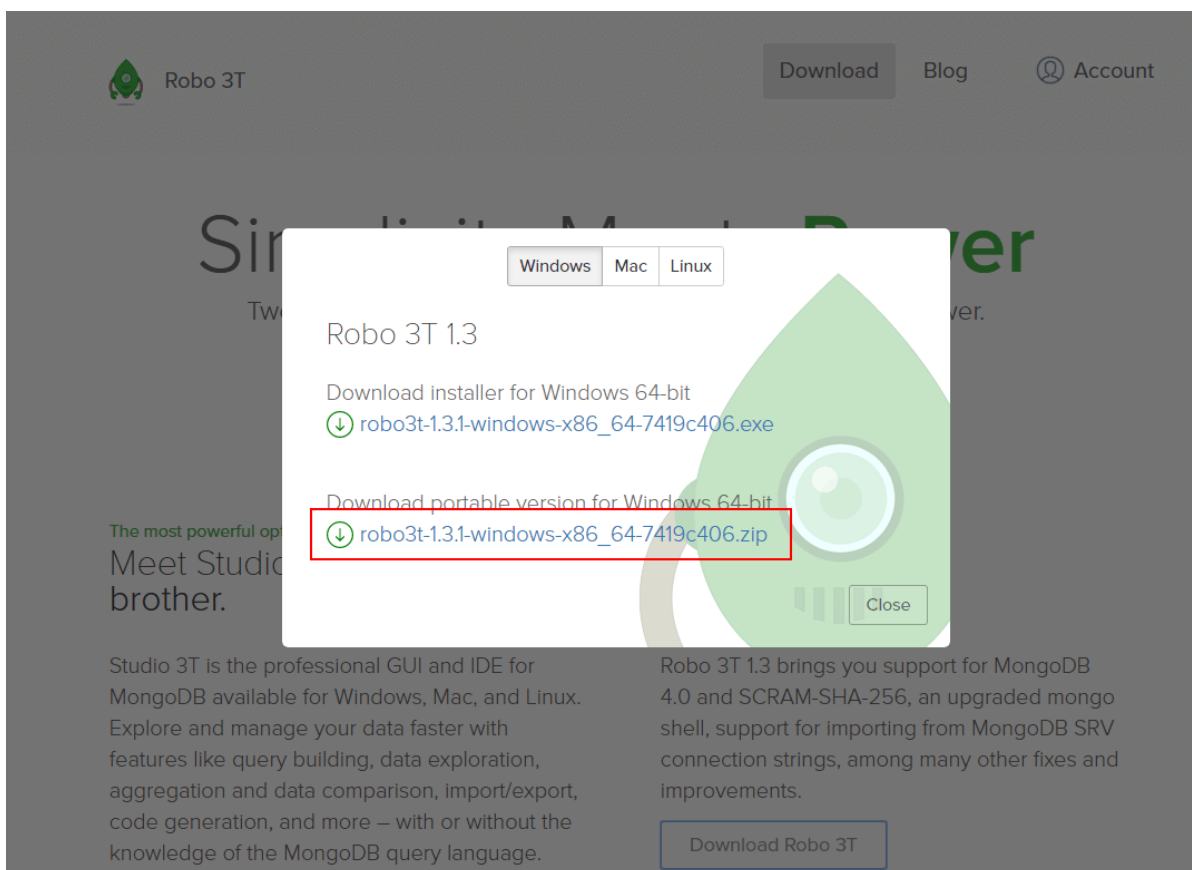 Robo 3T
Download
Blog
Account
Sir
er
Windows
Mac
Linux
Robo 3T 1.3
Download installer for Windows 64-bit
robo3t-1.3.1-windows-x86_64-7419c406.exe
Download portable version for Windows 64-bit
robo3t-1.3.1-windows-x86_64-7419c406.zip
Close
The most powerful
Meet
brother.
Studio 3T is the professional GUI and IDE for
MongoDB available for Windows, Mac, and Linux.
Explore and manage your data faster with
features like query building, data exploration,
aggregation and data comparison, import/export,
code generation, and more – with or without the
knowledge of the MongoDB query language.
Robo 3T 1.3 brings you support for MongoDB
4.0 and SCRAM-SHA-256, an upgraded mongo
shell, support for importing from MongoDB SRV
connection strings, among many other fixes and
improvements.
Download Robo 3T